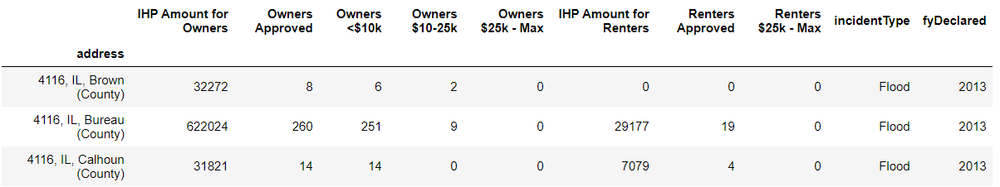 IHP Amount for Owners Owners Approved Owners <$10k Owners $10-25k Owners $25k - Max IHP Amount for Renters Renters Approved Renters $25k - Max incidentType fyDeclared
address
4116, IL, Brown (County) 32272 8 6 2 0 0 0 0 Flood 2013
4116, IL, Bureau (County) 622024 260 251 9 0 29177 19 0 Flood 2013
4116, IL, Calhoun (County) 31821 14 14 0 0 7079 4 0 Flood 2013